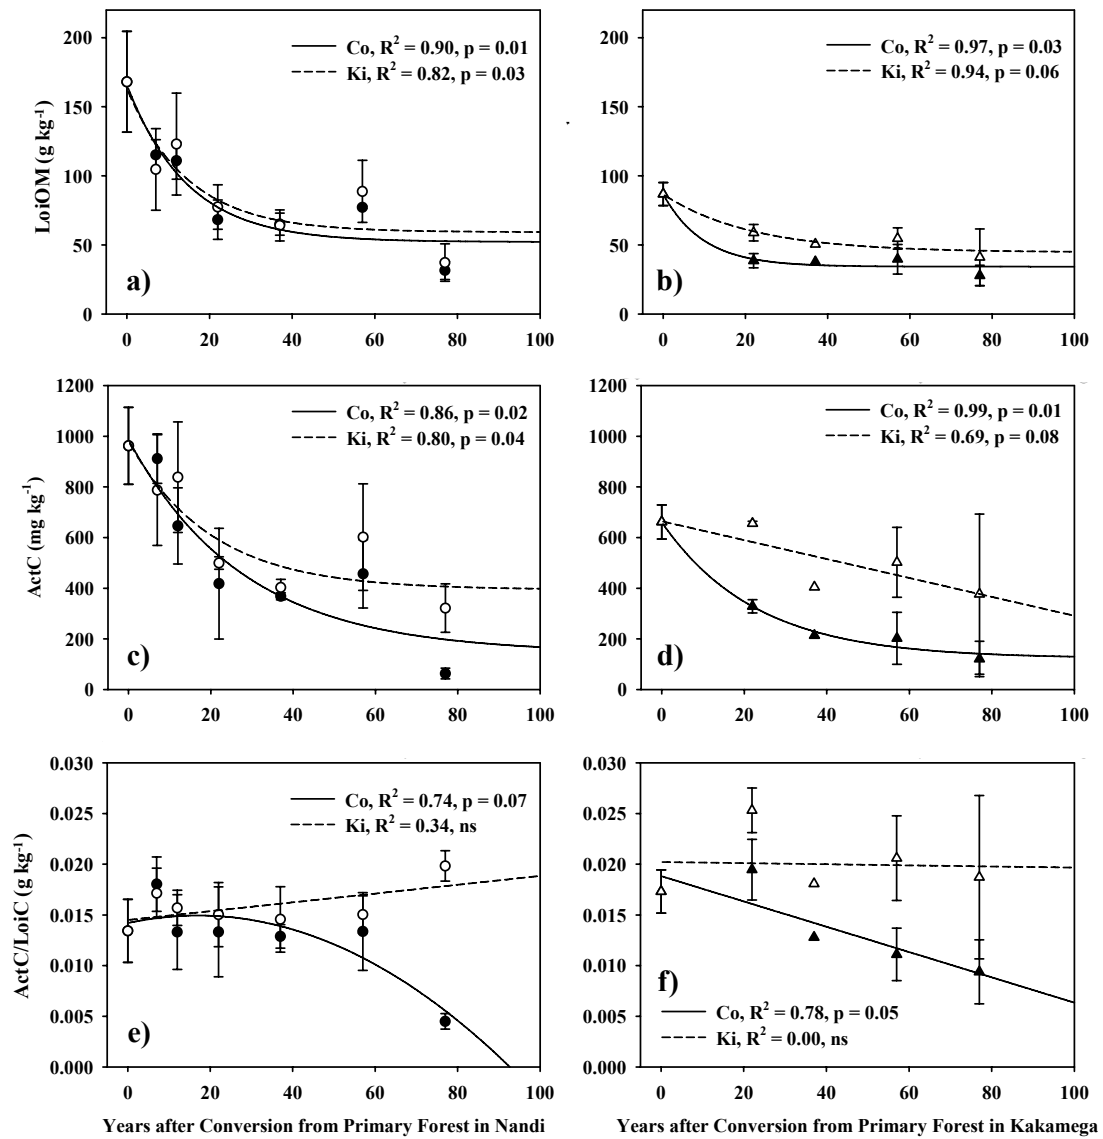 Co, R² = 0.90, p = 0.01
Ki, R² = 0.82, p = 0.03
LoiOM (g kg⁻¹)
200
150
100
50
0
a)
0 20 40 60 80 100
Co, R² = 0.97, p = 0.03
Ki, R² = 0.94, p = 0.06
200
150
100
50
0
b)
0 20 40 60 80 100
Co, R² = 0.86, p = 0.02
Ki, R² = 0.80, p = 0.04
ActC (mg kg⁻¹)
1200
1000
800
600
400
200
0
c)
0 20 40 60 80 100
Co, R² = 0.99, p = 0.01
Ki, R² = 0.69, p = 0.08
1200
1000
800
600
400
200
0
d)
0 20 40 60 80 100
Co, R² = 0.74, p = 0.07
Ki, R² = 0.34, ns
ActC/LoiC (g kg⁻¹)
0.030
0.025
0.020
0.015
0.010
0.005
0.000
e)
0 20 40 60 80 100
Years after Conversion from Primary Forest in Nandi
0.030
0.025
0.020
0.015
0.010
0.005
0.000
f)
Co, R² = 0.78, p = 0.05
Ki, R² = 0.00, ns
0 20 40 60 80 100
Years after Conversion from Primary Forest in Kakamega